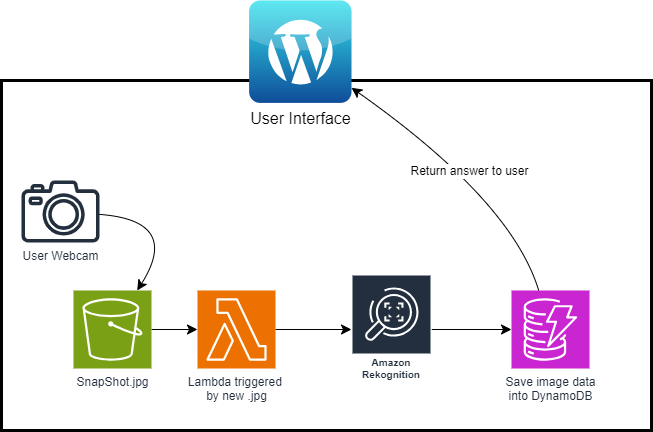 User Interface
Return answer to user
User Webcam
SnapShot.jpg
Lambda triggered
by new .jpg
Amazon
Rekognition
Save image data
into DynamoDB